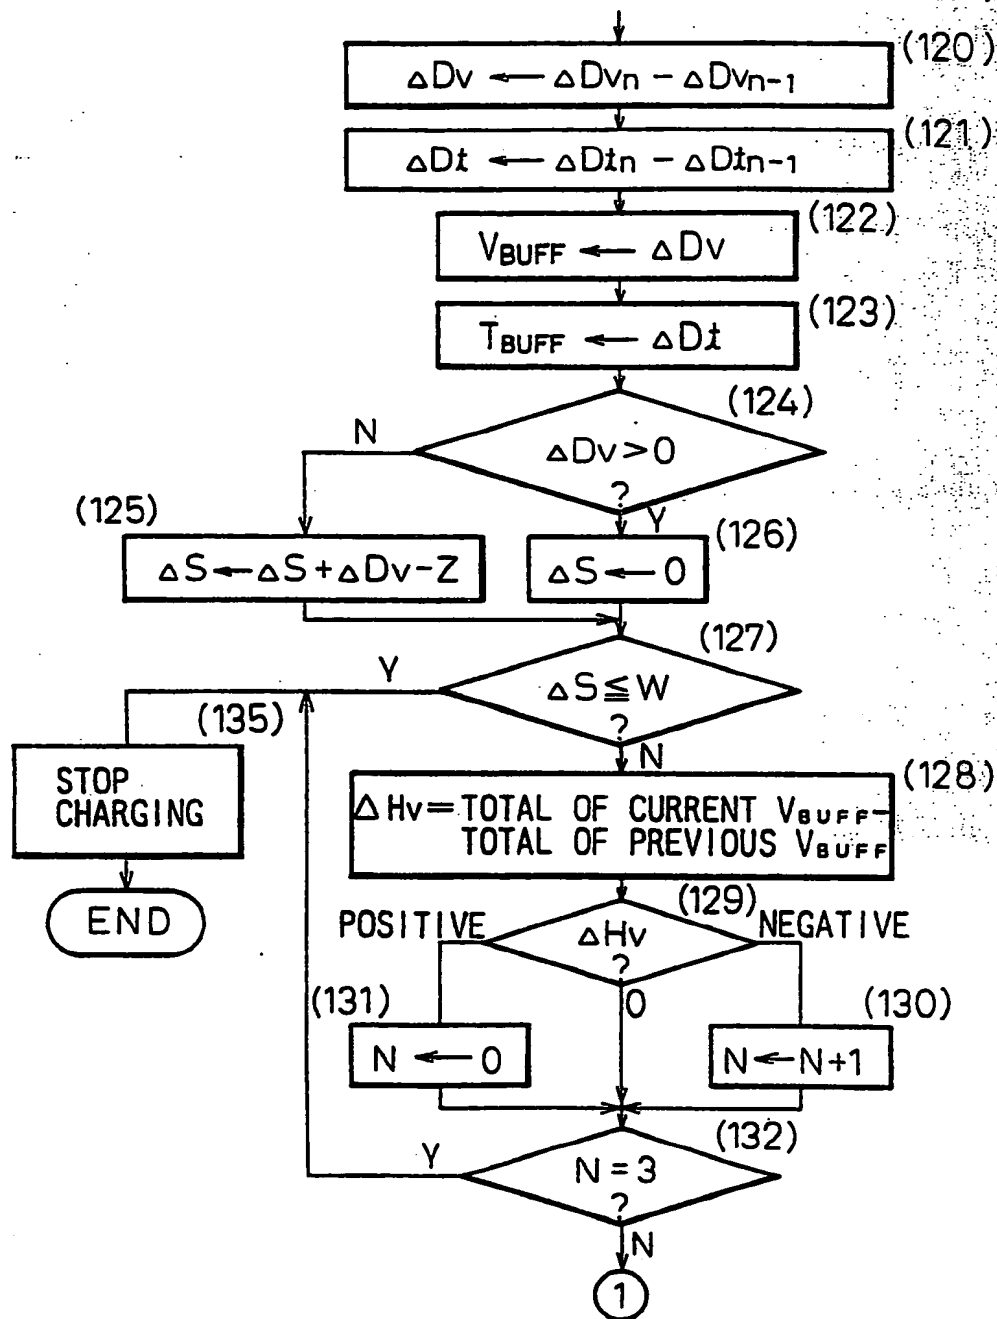 (120)
ΔDv ← ΔDvn − ΔDvn-1
(121)
ΔDt ← ΔDtn − ΔDtn-1
(122)
VBUFF ← ΔDv
(123)
TBUFF ← ΔDt
(124)
N
ΔDv>0
?
Y
(125)
ΔS←ΔS+ΔDv−Z
(126)
ΔS←0
(127)
Y
ΔS≦W
?
N
(135)
STOP
CHARGING
END
(128)
ΔHv=TOTAL OF CURRENT VBUFF−
TOTAL OF PREVIOUS VBUFF
(129)
POSITIVE
ΔHv
NEGATIVE
?
0
(131)
N ← 0
(130)
N←N+1
(132)
Y
N=3
?
N
1